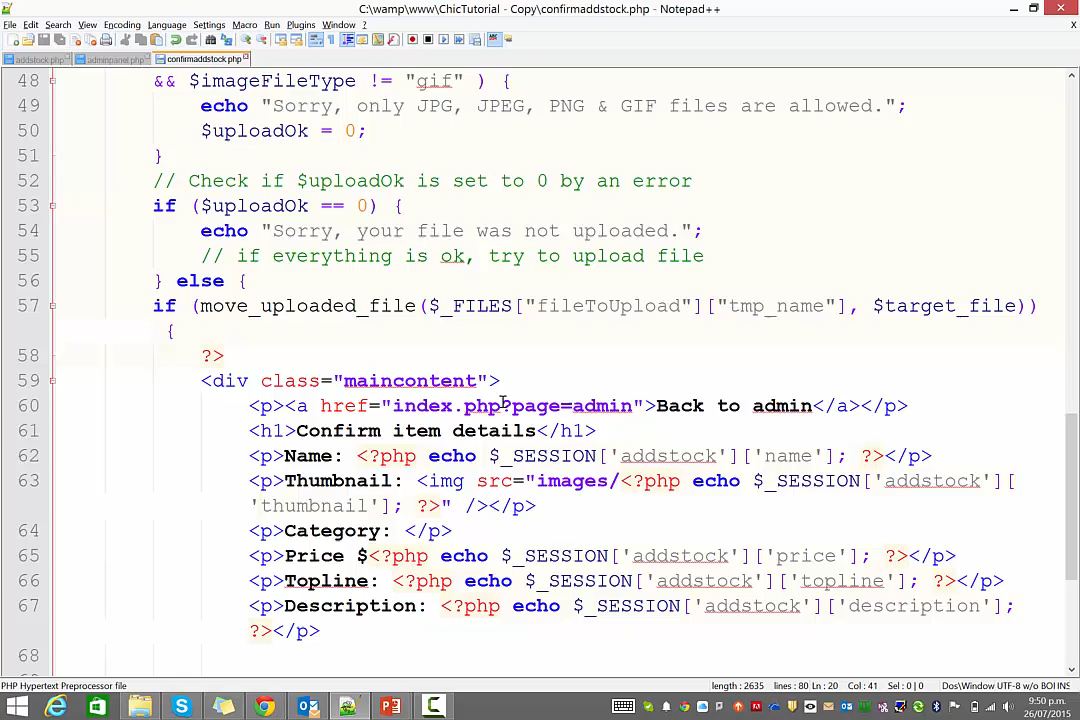 C:\wamp\www\ChicTutorial - Copy\confirmaddstock.php - Notepad++
File Edit Search View Encoding Language Settings Macro Run Plugins Window ?
addstock.php adminpanel.php confirmaddstock.php
48 && $imageFileType != "gif" ) {
49 echo "Sorry, only JPG, JPEG, PNG & GIF files are allowed.";
50 $uploadOk = 0;
51 }
52 // Check if $uploadOk is set to 0 by an error
53 if ($uploadOk == 0) {
54 echo "Sorry, your file was not uploaded.";
55 // if everything is ok, try to upload file
56 } else {
57 if (move_uploaded_file($_FILES["fileToUpload"]["tmp_name"], $target_file))
{
58 ?>
59 <div class="maincontent">
60 <p><a href="index.php?page=admin">Back to admin</a></p>
61 <h1>Confirm item details</h1>
62 <p>Name: <?php echo $_SESSION['addstock']['name']; ?></p>
63 <p>Thumbnail: <img src="images/<?php echo $_SESSION['addstock'][
'thumbnail']; ?>" /></p>
64 <p>Category: </p>
65 <p>Price $<?php echo $_SESSION['addstock']['price']; ?></p>
66 <p>Topline: <?php echo $_SESSION['addstock']['topline']; ?></p>
67 <p>Description: <?php echo $_SESSION['addstock']['description'];
?></p>
68
PHP Hypertext Preprocessor file length : 2635 lines : 80 Ln : 20 Col : 41 Sel : 0 | 0 Dos\Windows UTF-8 w/o BOM INS
9:50 p.m.
26/07/2015